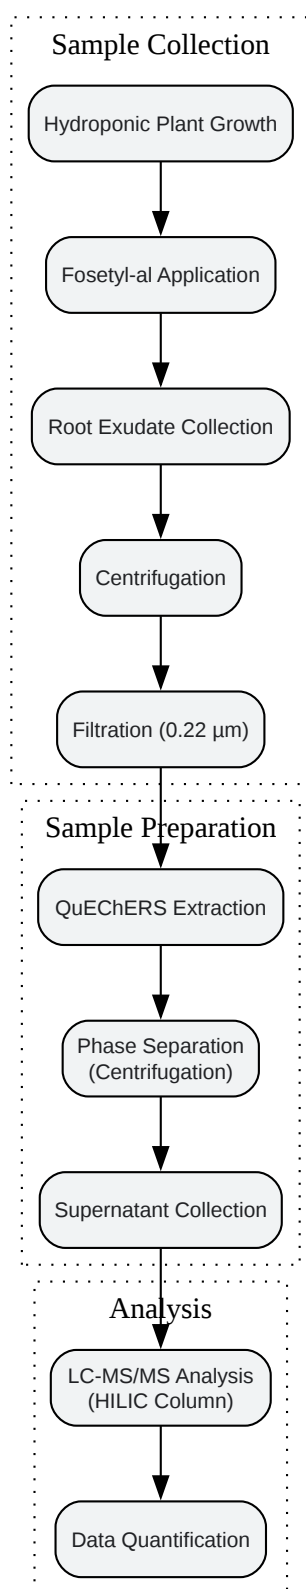 Sample Collection
Hydroponic Plant Growth
Fosetyl-al Application
Root Exudate Collection
Centrifugation
Filtration (0.22 µm)
Sample Preparation
QuEChERS Extraction
Phase Separation
(Centrifugation)
Supernatant Collection
Analysis
LC-MS/MS Analysis
(HILIC Column)
Data Quantification